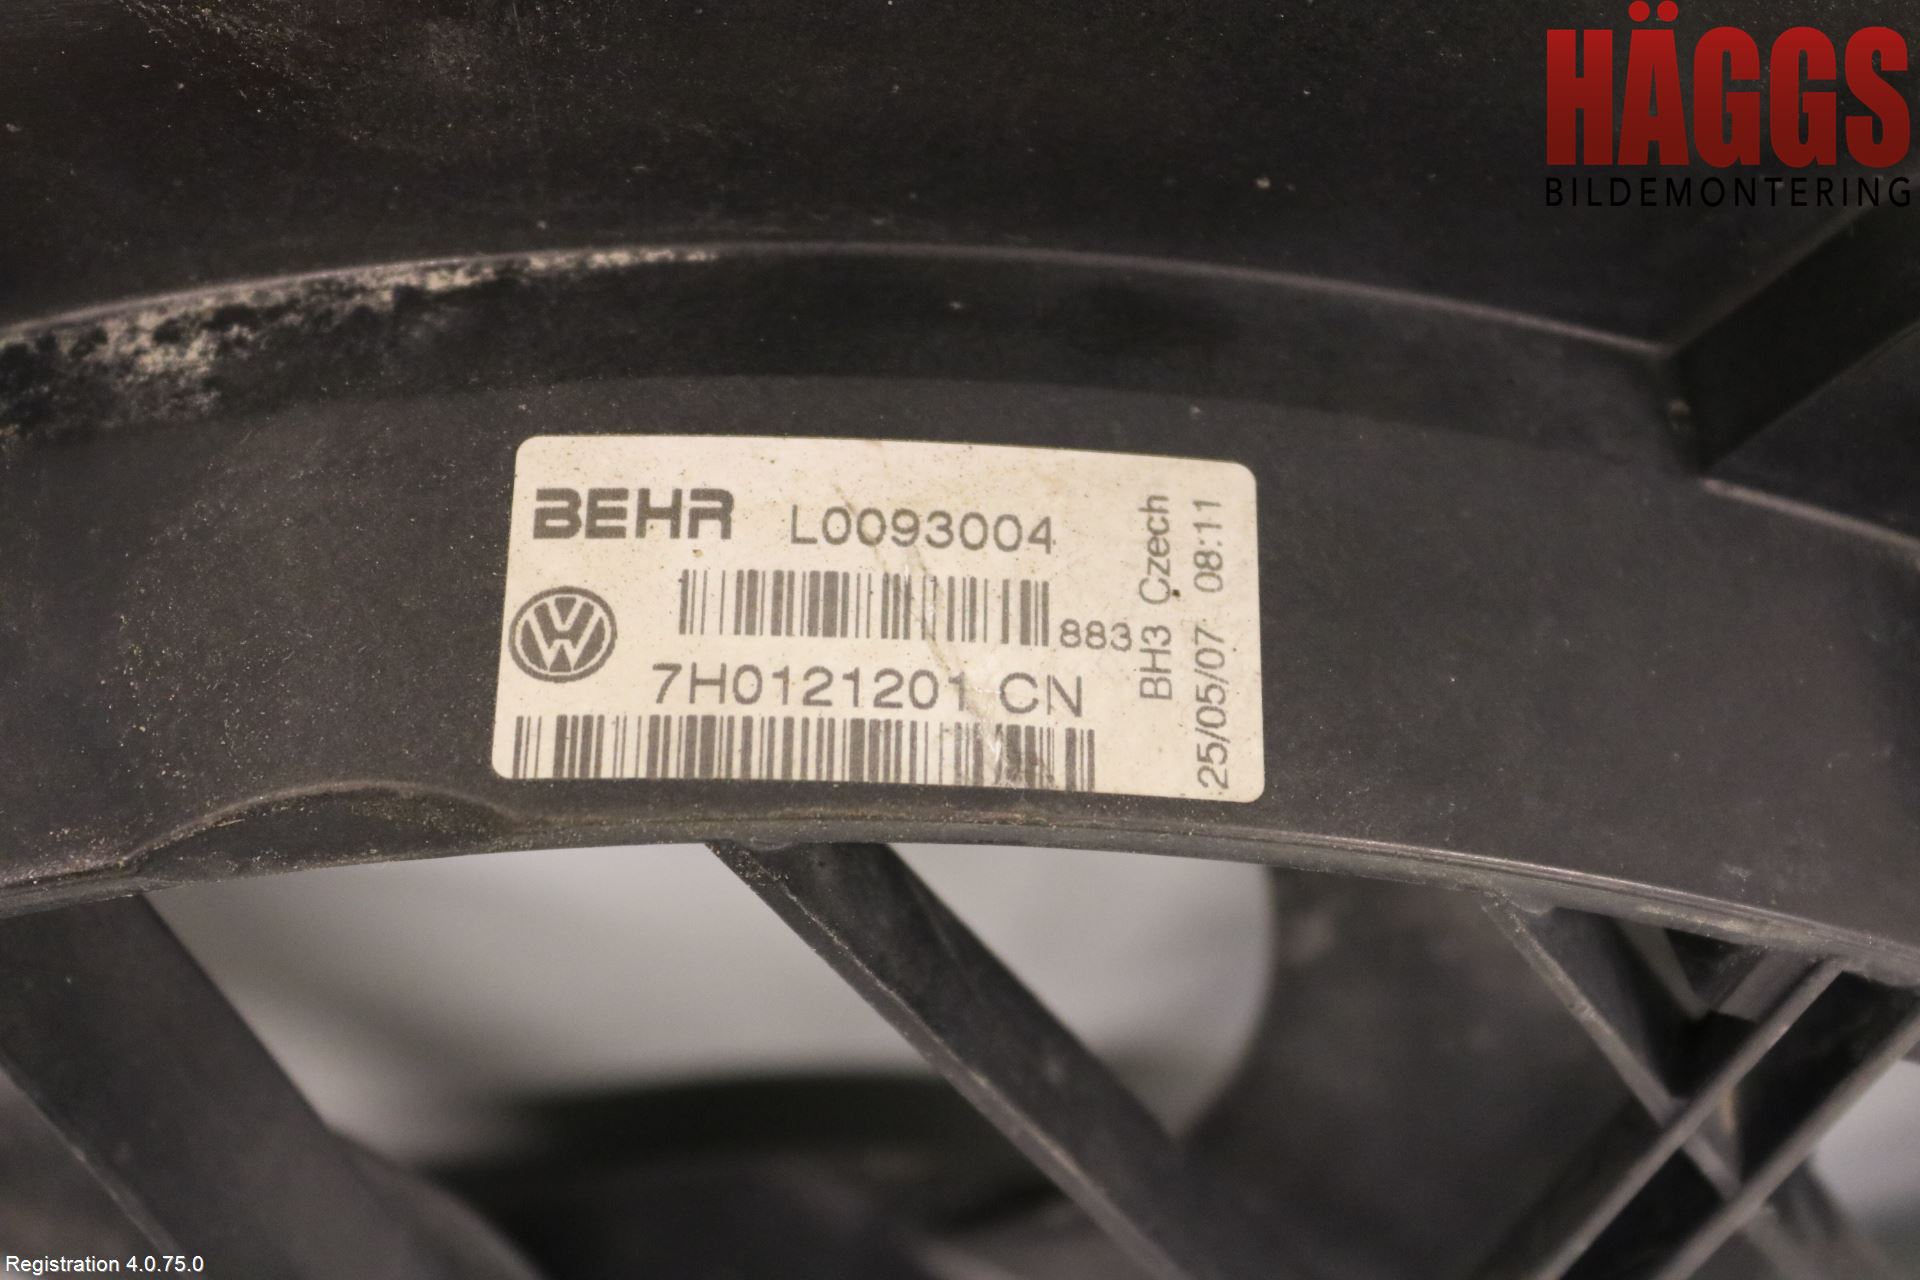 HÄGGS
BILDEMONTERING
BEHR L0093004
883
7H0121201 CN
BH3 Czech
25/05/07 08:11
Registration 4.0.75.0